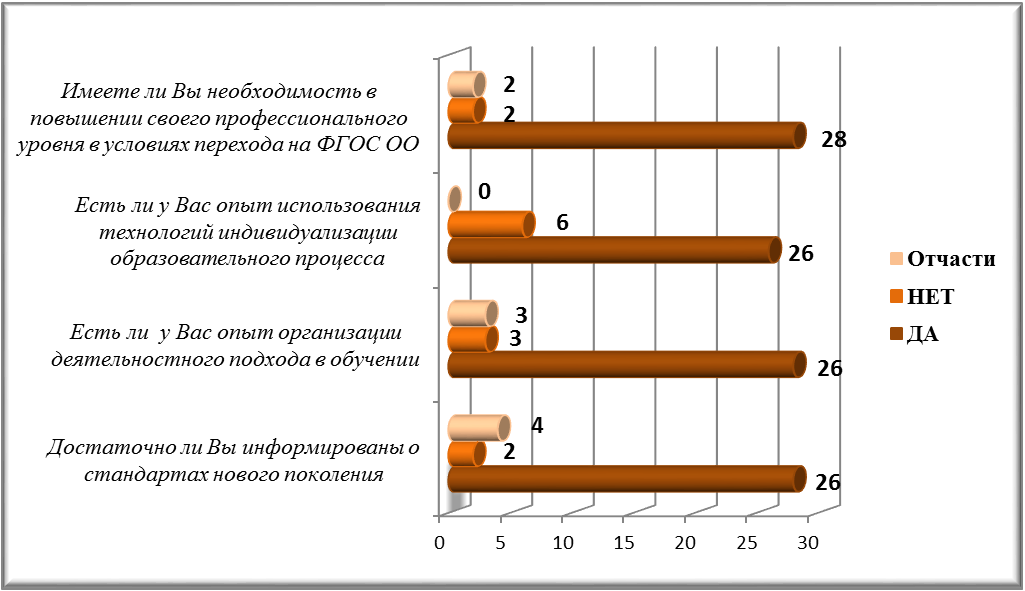 Имеете ли Вы необходимость в
повышении своего профессионального
уровня в условиях перехода на ФГОС ОО
2
2
28
Есть ли у Вас опыт использования
технологий индивидуализации
образовательного процесса
0
6
26
Есть ли у Вас опыт организации
деятельностного подхода в обучении
3
3
26
Достаточно ли Вы информированы о
стандартах нового поколения
4
2
26
0 5 10 15 20 25 30
Отчасти
НЕТ
ДА